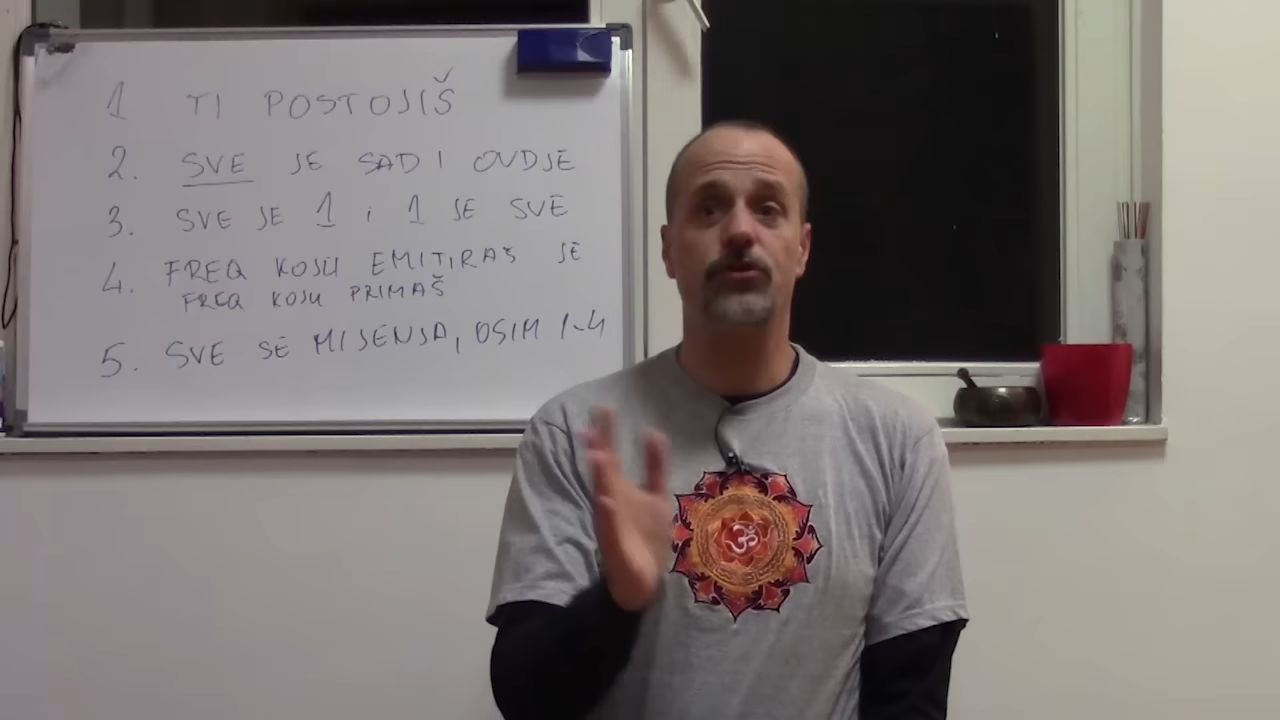 1 TI POSTOJIŠ
2. SVE JE SAD I OVDJE
3. SVE JE 1 i 1 JE SVE
4. FREQ KOJU EMITIRAŠ JE
FREQ KOJU PRIMAŠ
5. SVE SE MIJENJA, OSIM 1-4
ॐ